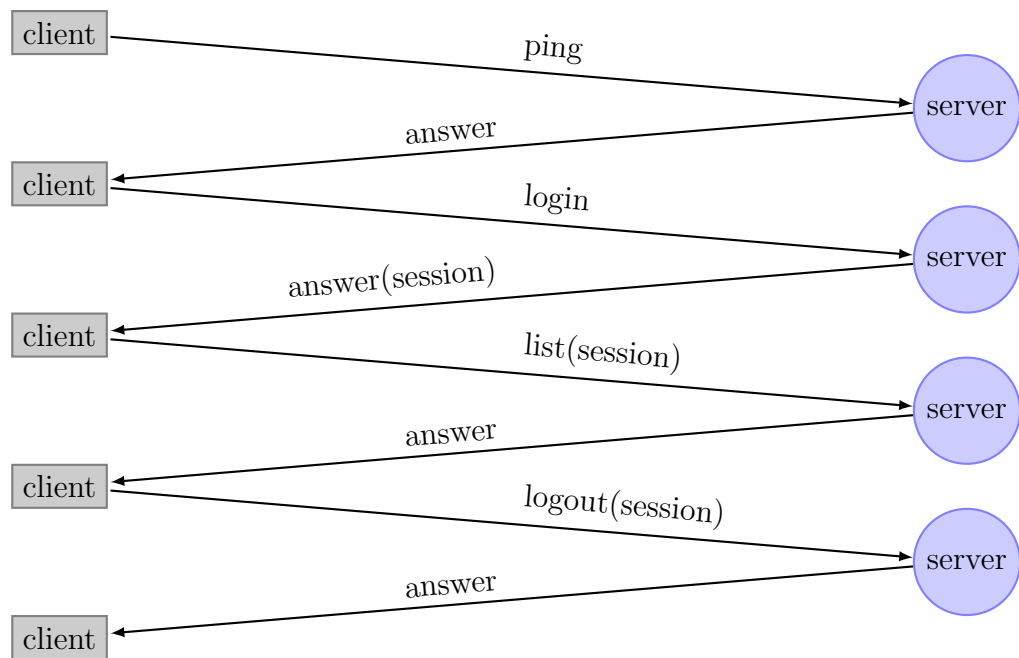 client
ping
server
answer
client
login
server
answer(session)
client
list(session)
server
answer
client
logout(session)
server
answer
client